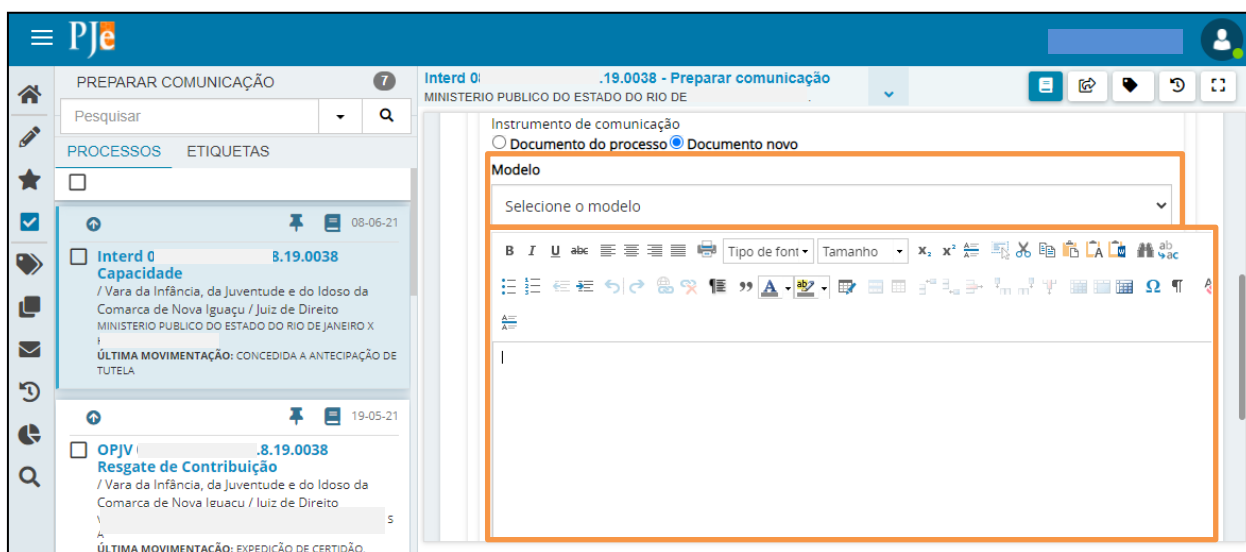 PJe
PREPARAR COMUNICAÇÃO 7
Pesquisar
PROCESSOS ETIQUETAS
08-06-21
Interd 0 8.19.0038
Capacidade
/ Vara da Infância, da Juventude e do Idoso da
Comarca de Nova Iguaçu / Juiz de Direito
MINISTERIO PUBLICO DO ESTADO DO RIO DE JANEIRO X
ÚLTIMA MOVIMENTAÇÃO: CONCEDIDA A ANTECIPAÇÃO DE
TUTELA
19-05-21
OPJV .8.19.0038
Resgate de Contribuição
/ Vara da Infância, da Juventude e do Idoso da
Comarca de Nova Iguaçu / Juiz de Direito
S
A
ÚLTIMA MOVIMENTAÇÃO: EXPEDIÇÃO DE CERTIDÃO.
Interd 0 .19.0038 - Preparar comunicação
MINISTERIO PUBLICO DO ESTADO DO RIO DE
Instrumento de comunicação
Documento do processo Documento novo
Modelo
Selecione o modelo
B I U abc Tipo de font Tamanho X₂ x²